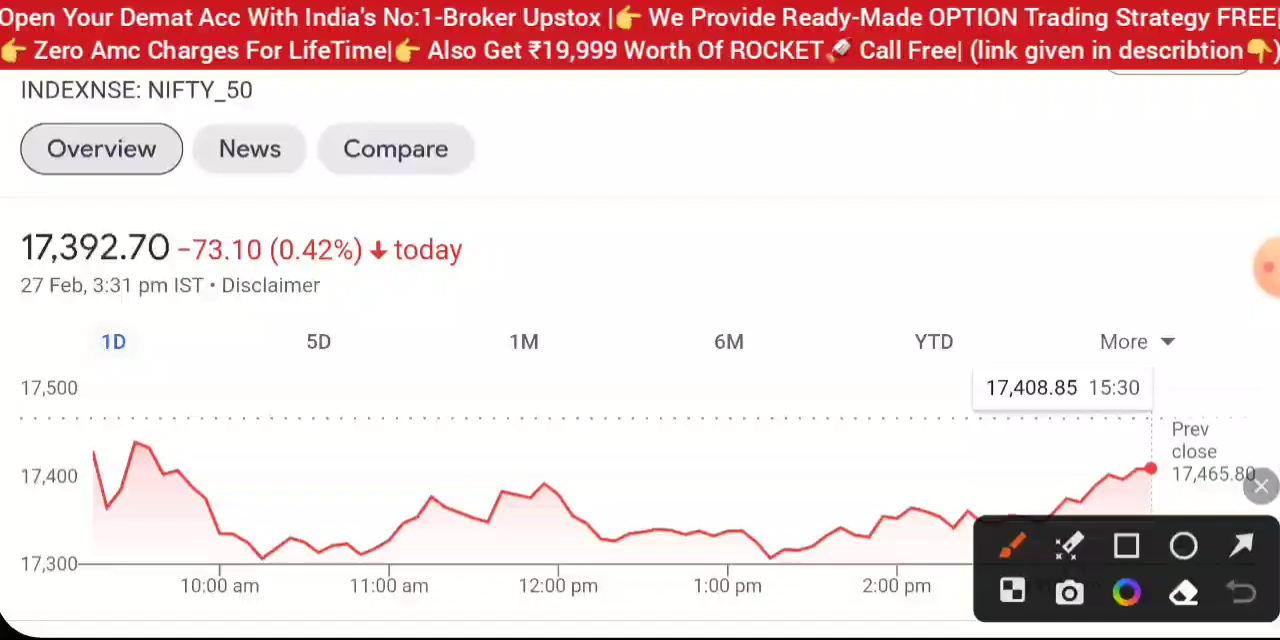 Open Your Demat Acc With India's No:1-Broker Upstox |👉 We Provide Ready-Made OPTION Trading Strategy FREE|
👉 Zero Amc Charges For LifeTime|👉 Also Get ₹19,999 Worth Of ROCKET🚀 Call Free| (link given in describtion👇)
INDEXNSE: NIFTY_50
Overview News Compare
17,392.70 -73.10 (0.42%) ↓ today
27 Feb, 3:31 pm IST • Disclaimer
1D 5D 1M 6M YTD More
17,500
17,408.85 15:30
Prev
close
17,465.80
17,400
17,300
10:00 am 11:00 am 12:00 pm 1:00 pm 2:00 pm